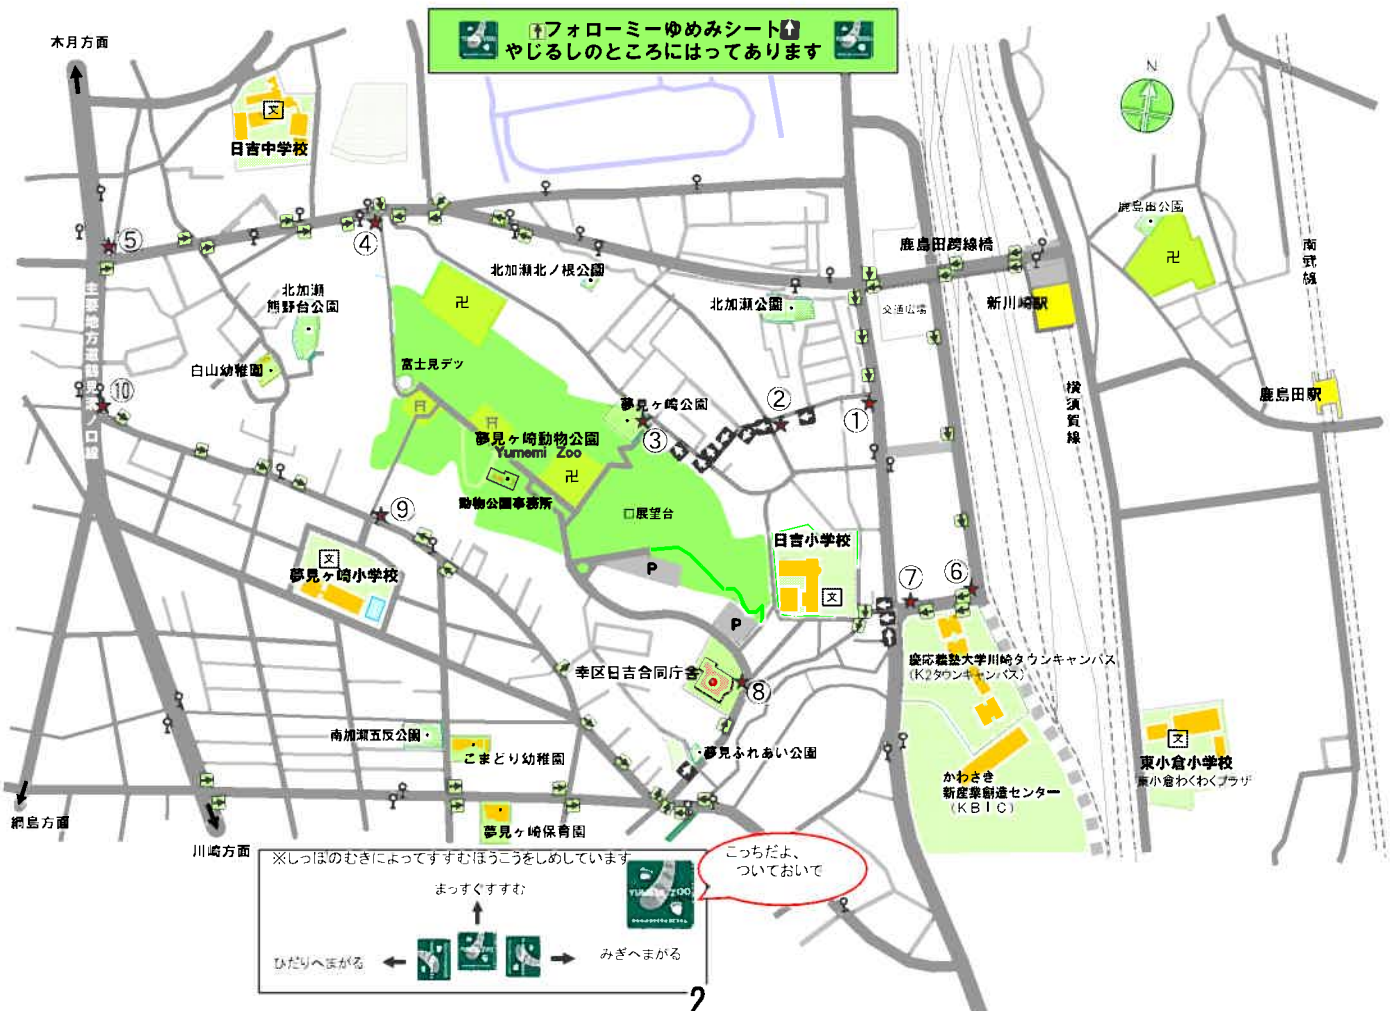 フォローミーゆめみシート
やじるしのところにはってあります
木月方面
文
日吉中学校
N
鹿島田公園
卍
南武線
鹿島田跨線橋
新川崎駅
交通広場
横須賀線
鹿島田駅
⑤
④
北加瀬北ノ根公園
北加瀬公園
北加瀬
熊野台公園
卍
白山幼稚園
富士見デッ
主要地方道鶴見溝ノ口線
⑩
夢見ヶ崎公園
②
①
③
夢見ヶ崎動物公園
Yumemi Zoo
卍
動物公園事務所
展望台
⑨
文
夢見ヶ崎小学校
日吉小学校
文
P
P
⑦
⑥
慶応義塾大学川崎タウンキャンパス
(K2タウンキャンパス)
幸区日吉合同庁舎
⑧
南加瀬五反公園
こまどり幼稚園
夢見ふれあい公園
かわさき
新産業創造センター
(KBIC)
文
東小倉小学校
東小倉わくわくプラザ
綱島方面
川崎方面
夢見ヶ崎保育園
※しっぽのむきによってすすむほうこうをしめしています
まっすぐすすむ
ひだりへまがる
みぎへまがる
YUMEMI ZOO
こっちだよ、
ついておいで
2